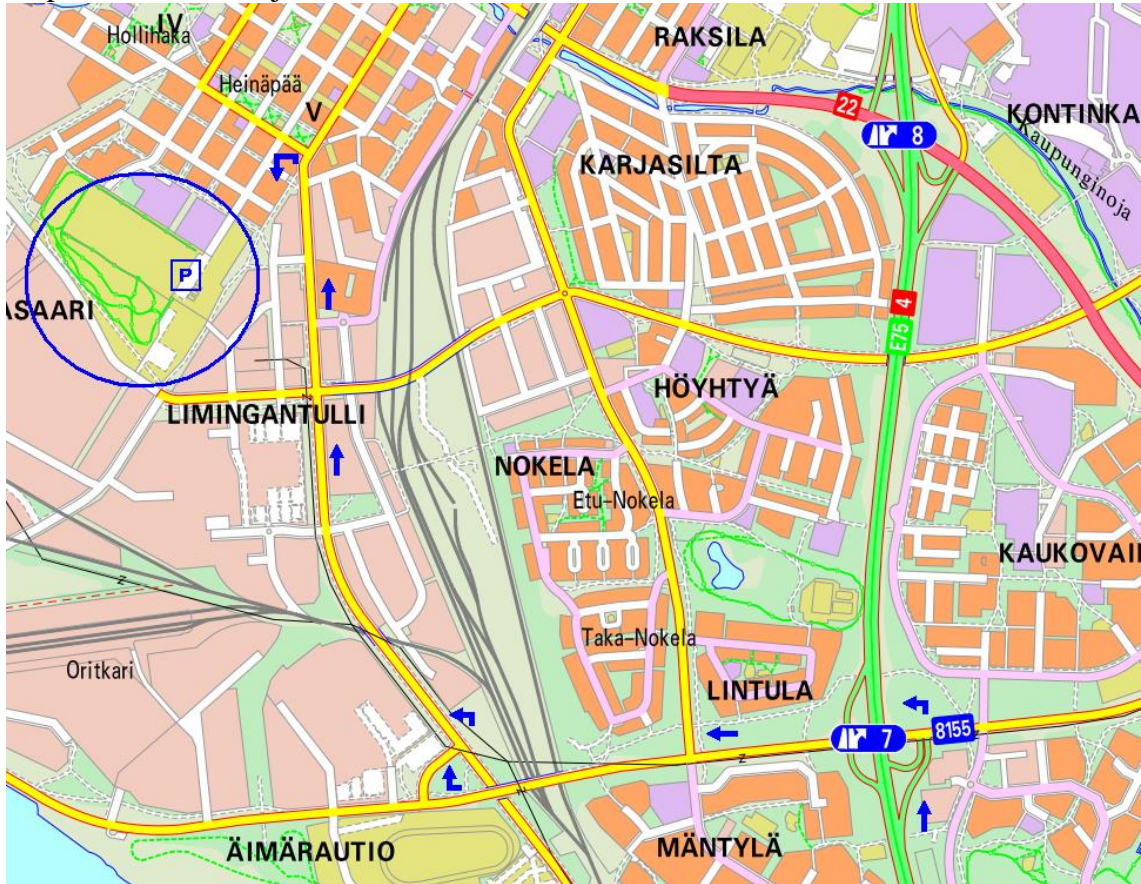 IV
Hollihaka
RAKSILA
Heinäpää
V
22
8
KONTINKA
Kaupunginoja
KARJASILTA
P
ASAARI
4
E75
HÖYHTYÄ
LIMINGANTULLI
NOKELA
Etu-Nokela
KAUKOVAI
z
Taka-Nokela
Oritkari
LINTULA
7
8155
z
z
ÄIMÄRAUTIO
MÄNTYLÄ